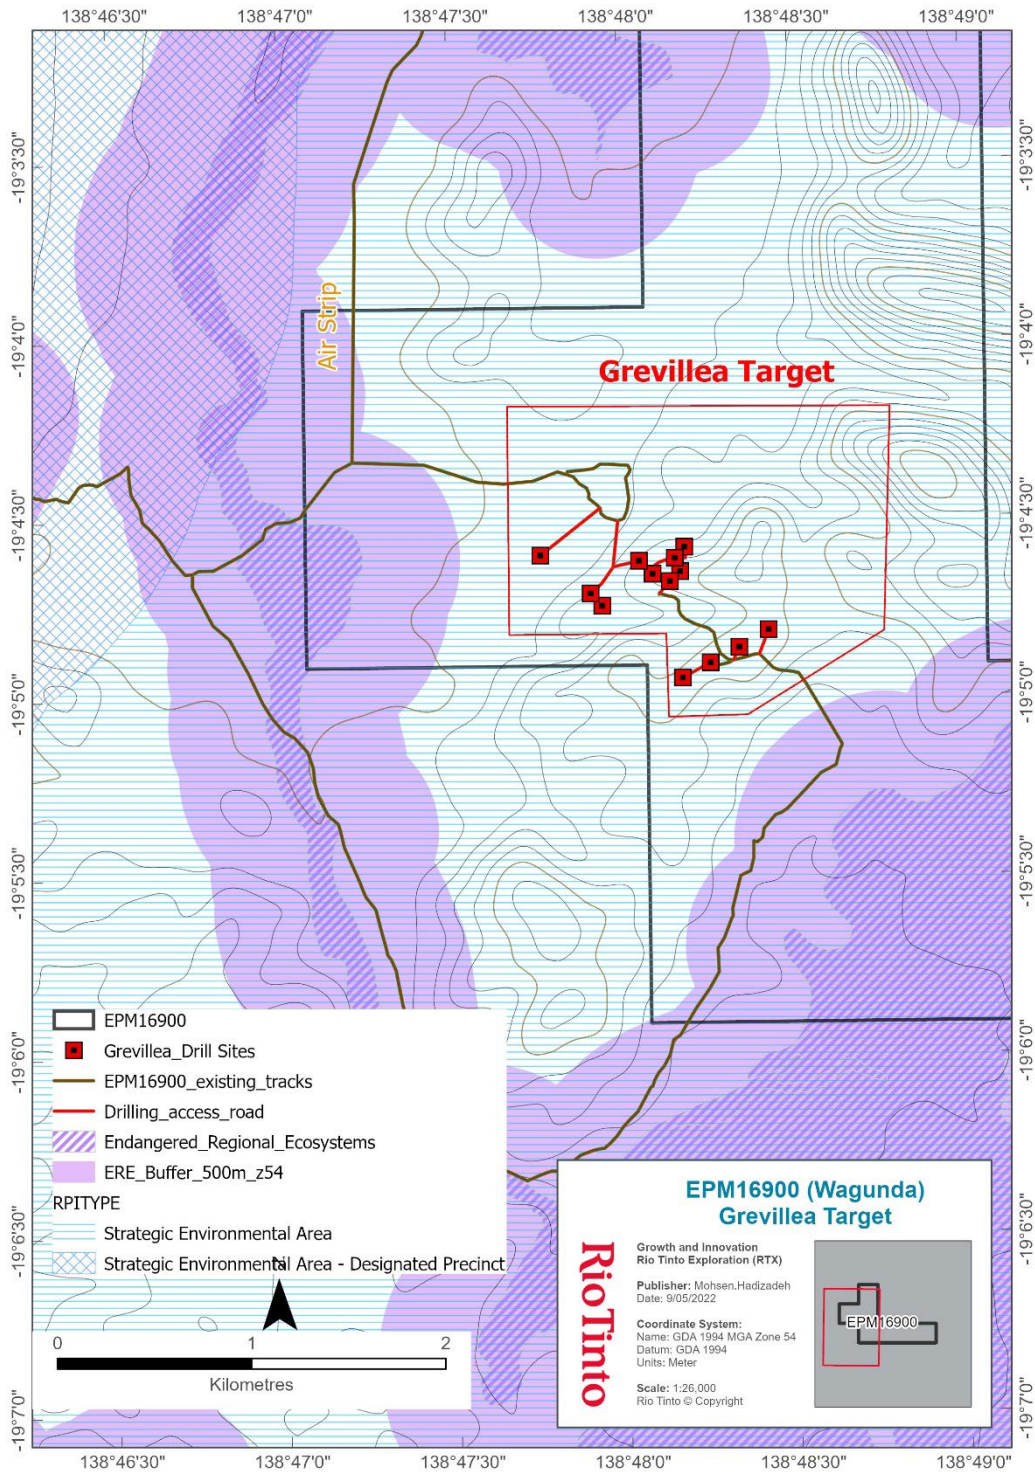 138°46'30" 138°47'0" 138°47'30" 138°48'0" 138°48'30" 138°49'0"
-19°3'30"
-19°4'0"
-19°4'30"
-19°5'0"
-19°5'30"
-19°6'0"
-19°6'30"
-19°7'0"
-19°3'30"
-19°4'0"
-19°4'30"
-19°5'0"
-19°5'30"
-19°6'0"
-19°6'30"
-19°7'0"
Air Strip
Grevillea Target
EPM16900
Grevillea_Drill Sites
EPM16900_existing_tracks
Drilling_access_road
Endangered_Regional_Ecosystems
ERE_Buffer_500m_z54
RPITYPE
Strategic Environmental Area
Strategic Environmental Area - Designated Precinct
N
0 1 2
Kilometres
EPM16900 (Wagunda)
Grevillea Target
RioTinto
Growth and Innovation
Rio Tinto Exploration (RTX)
Publisher: Mohsen.Hadizadeh
Date: 9/05/2022
Coordinate System:
Name: GDA 1994 MGA Zone 54
Datum: GDA 1994
Units: Meter
Scale: 1:26,000
Rio Tinto © Copyright
EPM16900
138°46'30" 138°47'0" 138°47'30" 138°48'0" 138°48'30" 138°49'0"